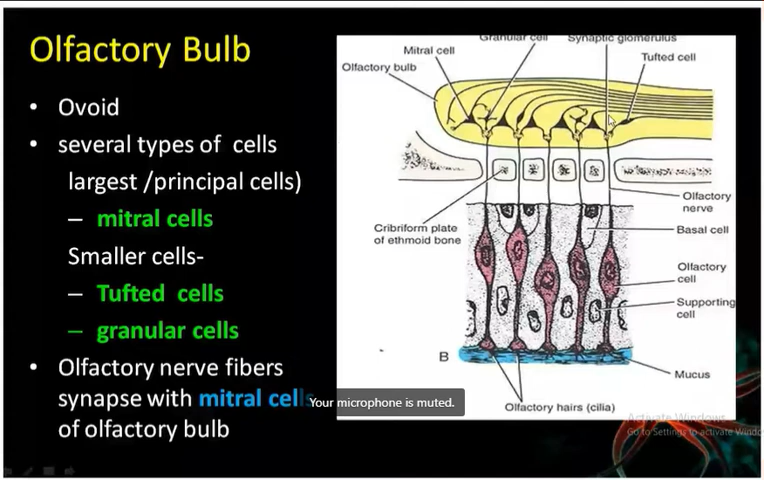 Olfactory Bulb
• Ovoid
• several types of cells
largest /principal cells)
– mitral cells
Smaller cells-
– Tufted cells
– granular cells
• Olfactory nerve fibers
synapse with mitral cells
of olfactory bulb
Granular cell
Synaptic glomerulus
Mitral cell
Tufted cell
Olfactory bulb
Olfactory
nerve
Cribriform plate
of ethmoid bone
Basal cell
Olfactory
cell
Supporting
cell
B
Mucus
Olfactory hairs (cilia)
Your microphone is muted.
Activate Windows
Go to Settings to activate Windo